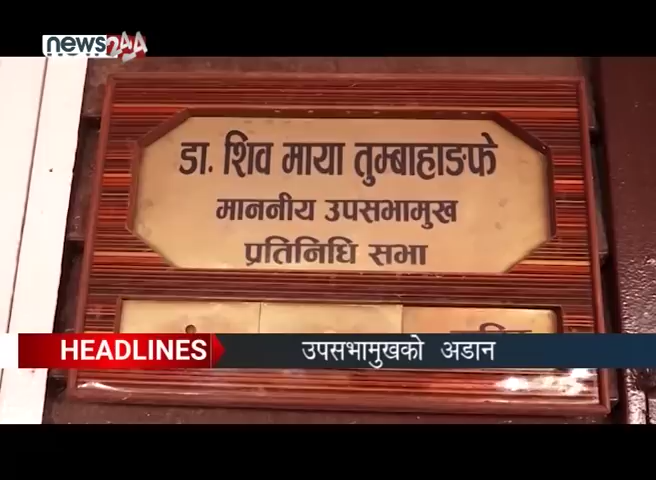 news24
डा. शिव माया तुम्बाहाङफे
माननीय उपसभामुख
प्रतिनिधि सभा
HEADLINES
उपसभामुखको अडान